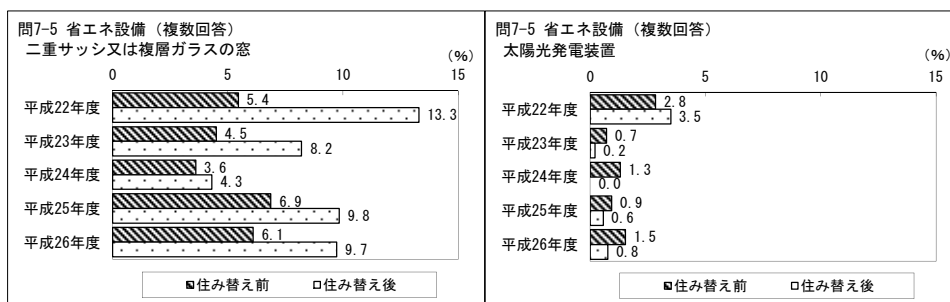 問7-5 省エネ設備（複数回答）
二重サッシ又は複層ガラスの窓
(%)
0 5 10 15
平成22年度 5.4 13.3
平成23年度 4.5 8.2
平成24年度 3.6 4.3
平成25年度 6.9 9.8
平成26年度 6.1 9.7
住み替え前 住み替え後
問7-5 省エネ設備（複数回答）
太陽光発電装置
(%)
0 5 10 15
平成22年度 2.8 3.5
平成23年度 0.7 0.2
平成24年度 1.3 0.0
平成25年度 0.9 0.6
平成26年度 1.5 0.8
住み替え前 住み替え後